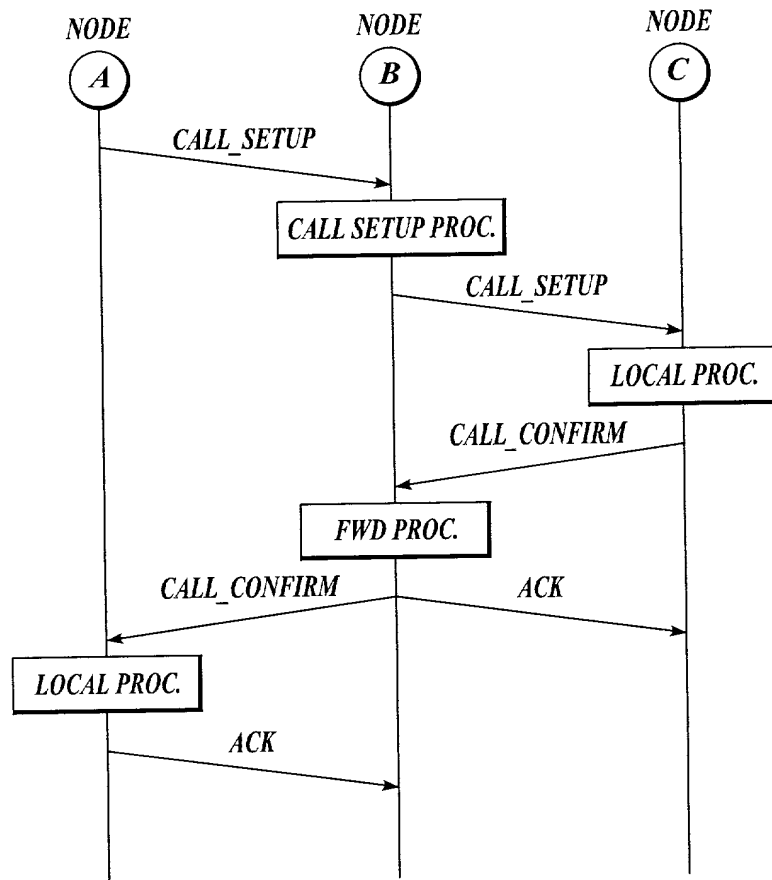 NODE
NODE
NODE
A
B
C
CALL_SETUP
CALL SETUP PROC.
CALL_SETUP
LOCAL PROC.
CALL_CONFIRM
FWD PROC.
CALL_CONFIRM
ACK
LOCAL PROC.
ACK